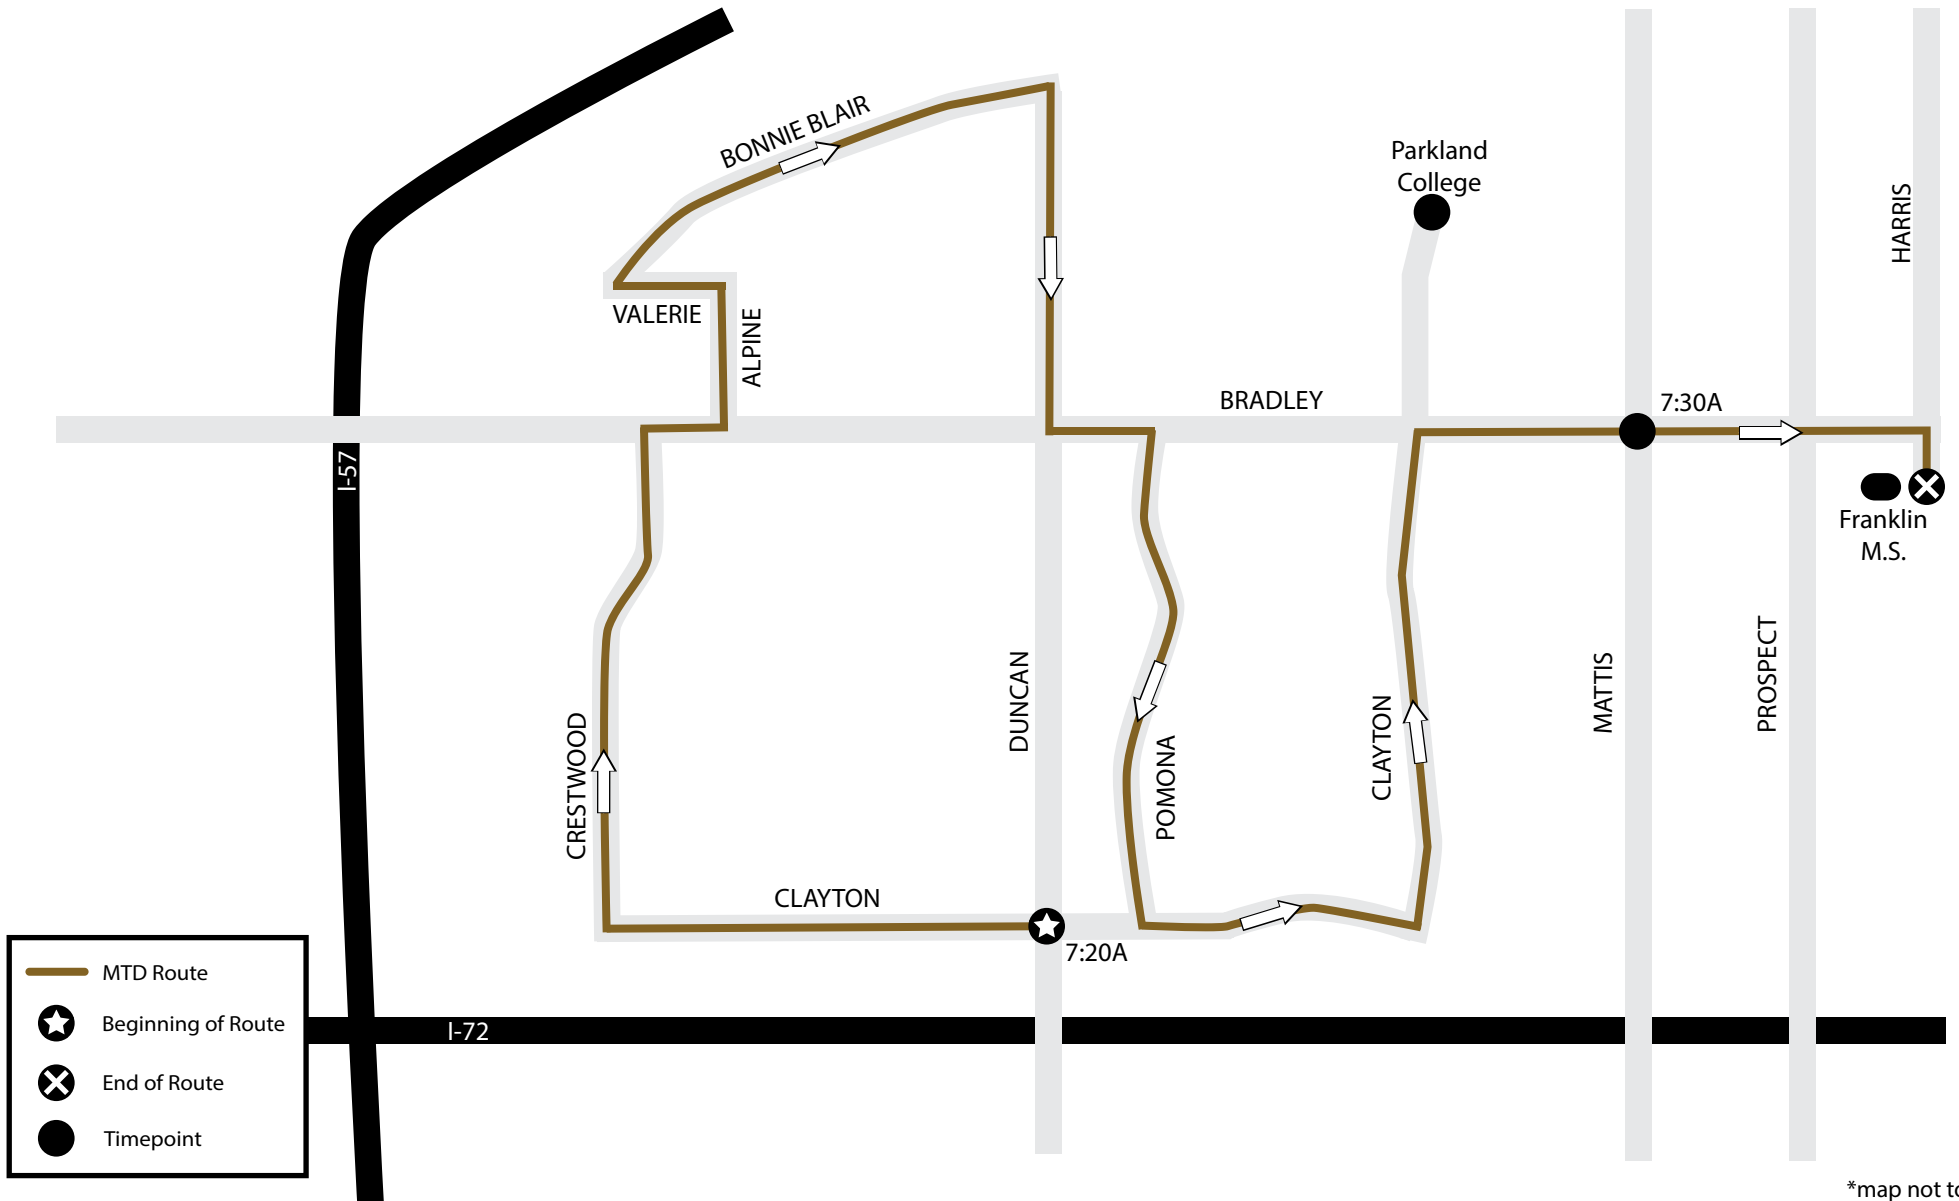 BONNIE BLAIR
Parkland
College
HARRIS
VALERIE
ALPINE
BRADLEY
7:30A
I-57
Franklin
M.S.
CRESTWOOD
DUNCAN
POMONA
CLAYTON
MATTIS
PROSPECT
CLAYTON
7:20A
I-72
MTD Route
Beginning of Route
End of Route
Timepoint
*map not to